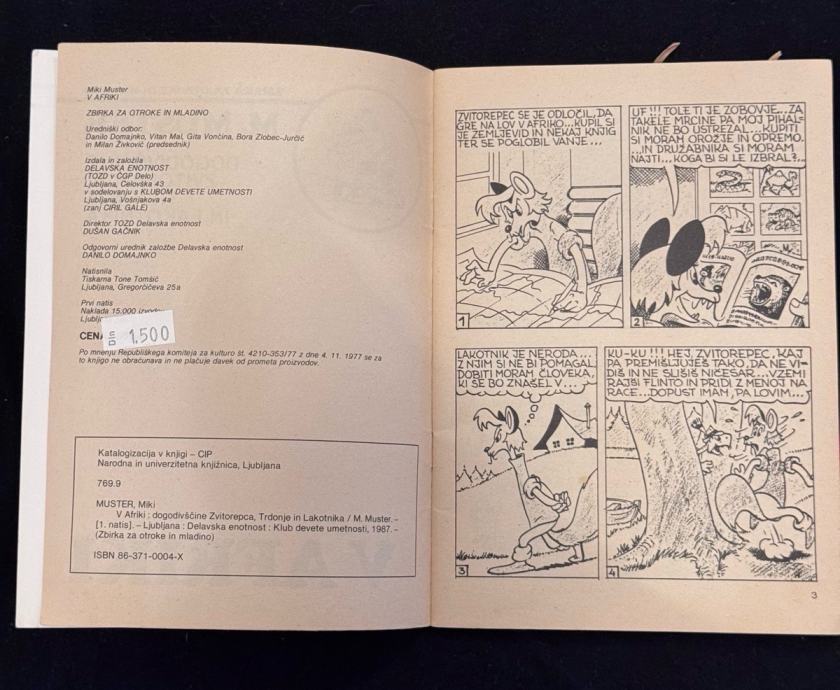 Miki Muster
V AFRIKI
ZBIRKA ZA OTROKE IN MLADINO
Uredniški odbor:
Danilo Domajnko, Vitan Mal, Gita Vončina, Bora Zlobec-Jurčič
in Milan Živković (predsednik)
Izdala in založila
DELAVSKA ENOTNOST
(TOZD v ČGP Delo)
Ljubljana, Celovška 43
v sodelovanju s KLUBOM DEVETE UMETNOSTI
Ljubljana, Vošnjakova 4a
(zanj CIRIL GALE)
Direktor TOZD Delavska enotnost
DUŠAN GAČNIK
Odgovorni urednik založbe Delavska enotnost
DANILO DOMAJNKO
Natisnila
Tiskarna Tone Tomšič
Ljubljana, Gregorčičeva 25a
Prvi natis
Naklada 15.000
1.500
Po mnenju Republiškega komiteja za kulturo št. 4210-353/77 z dne 4. 11. 1977 se za
to knjigo ne obračunava in ne plačuje davek od prometa proizvodov.
Katalogizacija v knjigi – CIP
Narodna in univerzitetna knjižnica, Ljubljana
769.9
MUSTER, Miki
V Afriki : dogodivščine Zvitorepca, Trdonje in Lakotnika / M. Muster. –
[1. natis]. – Ljubljana : Delavska enotnost : Klub devete umetnosti, 1987. –
(Zbirka za otroke in mladino)
ISBN 86-371-0004-X
ZVITOREPEC SE JE ODLOČIL, DA
GRE NA LOV V AFRIKO... KUPIL SI
JE ZEMLJEVID IN NEKAJ KNJIG
TER SE POGLOBIL VANJE...
1
UF!!! TOLE TI JE ZOBOVJE... ZA
TAKELE MRCINE PA MOJ PIHAL-
NIK NE BO USTREZAL... KUPITI
SI MORAM OROŽJE IN OPREMO.
...IN DRUŽABNIKA SI MORAM
NAJTI... KOGA BI SI LE IZBRAL?...
2
LAKOTNIK JE NERODA...
Z NJIM SI NE BI POMAGAL.
DOBITI MORAM ČLOVEKA,
KI SE BO ZNAŠEL V...
3
KU-KU!!! HEJ, ZVITOREPEC, KAJ
PA PREMIŠLJUJEŠ TAKO, DA NE VI-
DIŠ IN NE SLIŠIŠ NIČESAR... VZEMI
RAJŠI FLINTO IN PRIDI Z MENOJ NA
RACE... DOPUST IMAM, PA LOVIM...
4
3